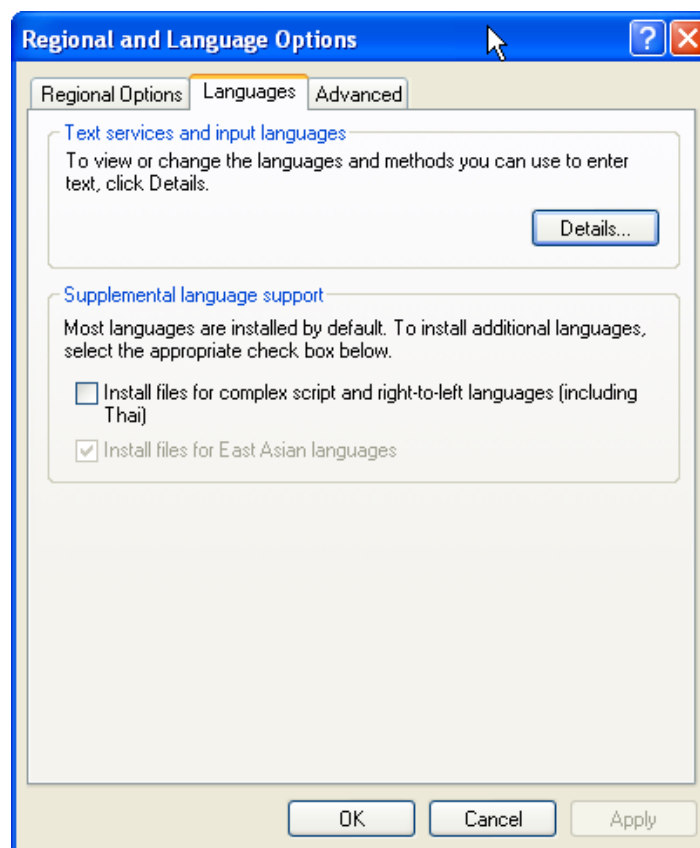 Regional and Language Options
?
Regional Options Languages Advanced
Text services and input languages
To view or change the languages and methods you can use to enter
text, click Details.
Details...
Supplemental language support
Most languages are installed by default. To install additional languages,
select the appropriate check box below.
Install files for complex script and right-to-left languages (including
Thai)
Install files for East Asian languages
OK Cancel Apply